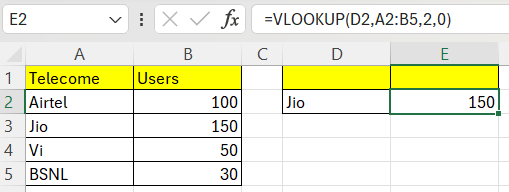 E2 fx =VLOOKUP(D2,A2:B5,2,0)
A B C D E
1 Telecome Users
2 Airtel 100 Jio 150
3 Jio 150
4 Vi 50
5 BSNL 30